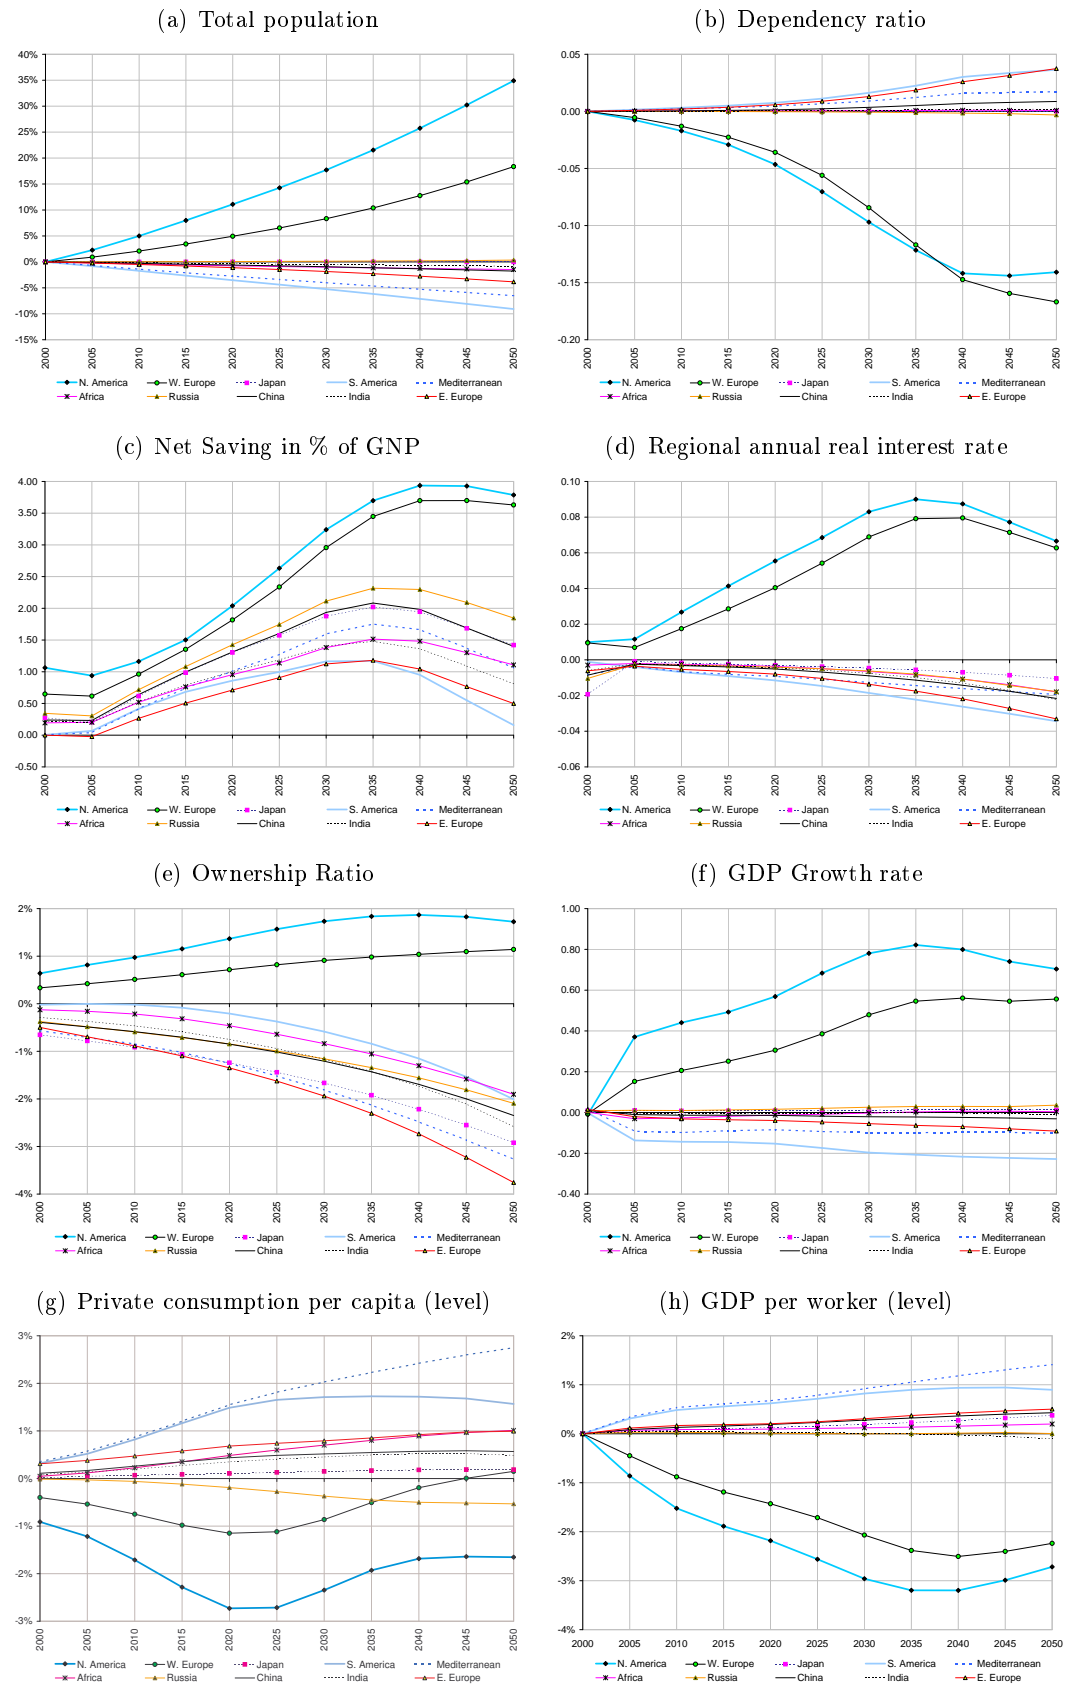 (a) Total population
40%
35%
30%
25%
20%
15%
10%
5%
0%
-5%
-10%
-15%
2000 2005 2010 2015 2020 2025 2030 2035 2040 2045 2050
N. America W. Europe Japan S. America Mediterranean
Africa Russia China India E. Europe
(b) Dependency ratio
0.05
0.00
-0.05
-0.10
-0.15
-0.20
2000 2005 2010 2015 2020 2025 2030 2035 2040 2045 2050
N. America W. Europe Japan S. America Mediterranean
Africa Russia China India E. Europe
(c) Net Saving in % of GNP
4.00
3.50
3.00
2.50
2.00
1.50
1.00
0.50
0.00
-0.50
2000 2005 2010 2015 2020 2025 2030 2035 2040 2045 2050
N. America W. Europe Japan S. America Mediterranean
Africa Russia China India E. Europe
(d) Regional annual real interest rate
0.10
0.08
0.06
0.04
0.02
0.00
-0.02
-0.04
-0.06
2000 2005 2010 2015 2020 2025 2030 2035 2040 2045 2050
N. America W. Europe Japan S. America Mediterranean
Africa Russia China India E. Europe
(e) Ownership Ratio
2%
1%
0%
-1%
-2%
-3%
-4%
2000 2005 2010 2015 2020 2025 2030 2035 2040 2045 2050
N. America W. Europe Japan S. America Mediterranean
Africa Russia China India E. Europe
(f) GDP Growth rate
1.00
0.80
0.60
0.40
0.20
0.00
-0.20
-0.40
2000 2005 2010 2015 2020 2025 2030 2035 2040 2045 2050
N. America W. Europe Japan S. America Mediterranean
Africa Russia China India E. Europe
(g) Private consumption per capita (level)
3%
2%
1%
0%
-1%
-2%
-3%
2000 2005 2010 2015 2020 2025 2030 2035 2040 2045 2050
N. America W. Europe Japan S. America Mediterranean
Africa Russia China India E. Europe
(h) GDP per worker (level)
2%
1%
0%
-1%
-2%
-3%
-4%
2000 2005 2010 2015 2020 2025 2030 2035 2040 2045 2050
N. America W. Europe Japan S. America Mediterranean
Africa Russia China India E. Europe